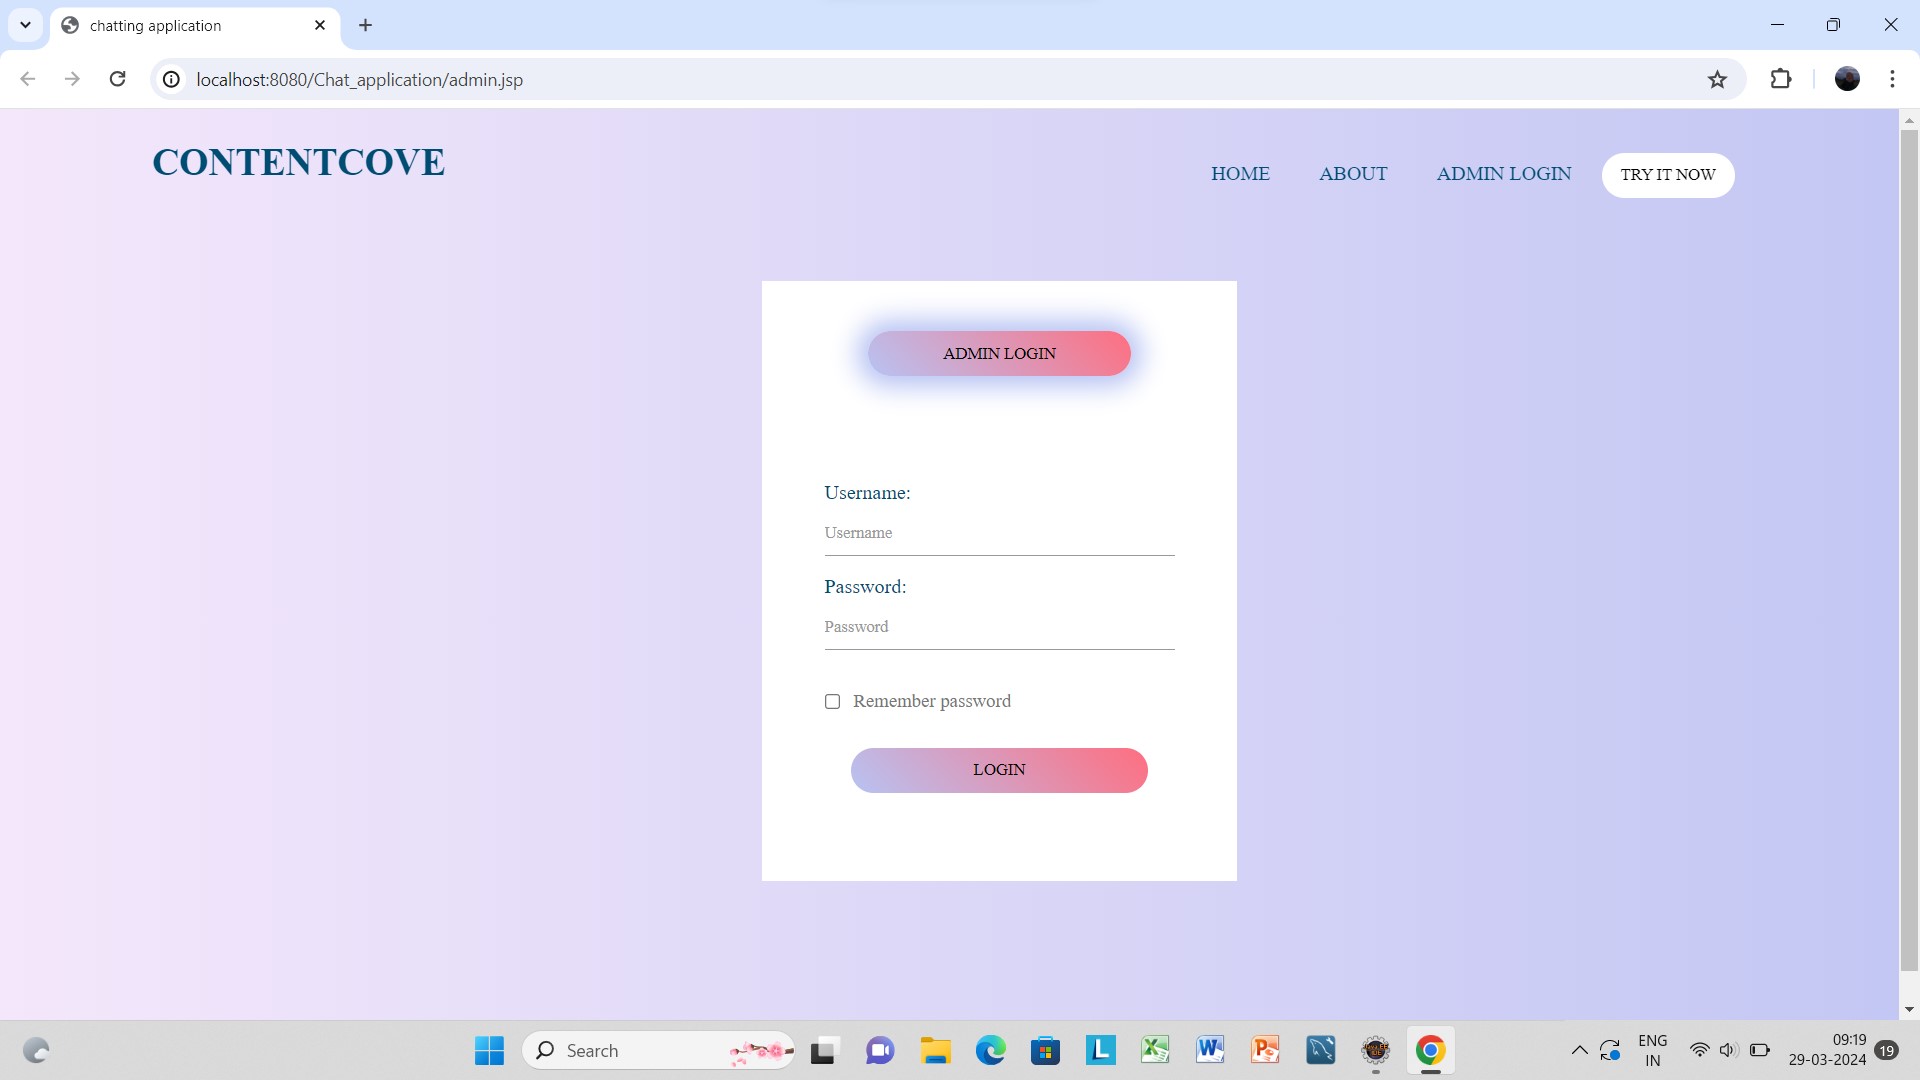 chatting application
localhost:8080/Chat_application/admin.jsp
CONTENTCOVE
HOME ABOUT ADMIN LOGIN TRY IT NOW
ADMIN LOGIN
Username:
Username
Password:
Password
Remember password
LOGIN
Search
ENG
IN
09:19
29-03-2024
19